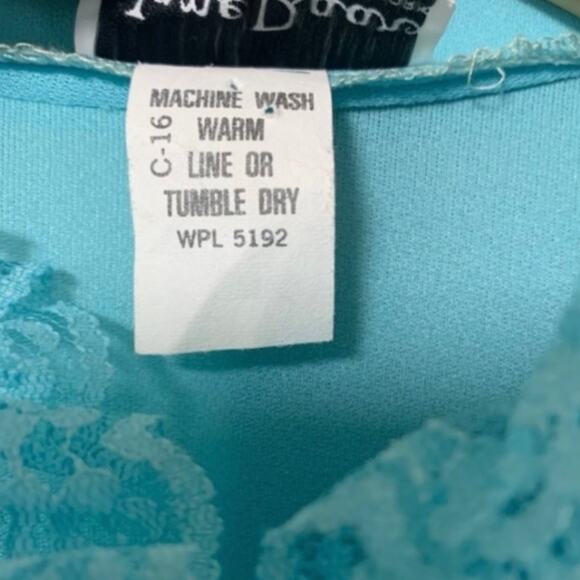 MACHINE WASH
WARM
LINE OR
TUMBLE DRY
WPL 5192
C-16